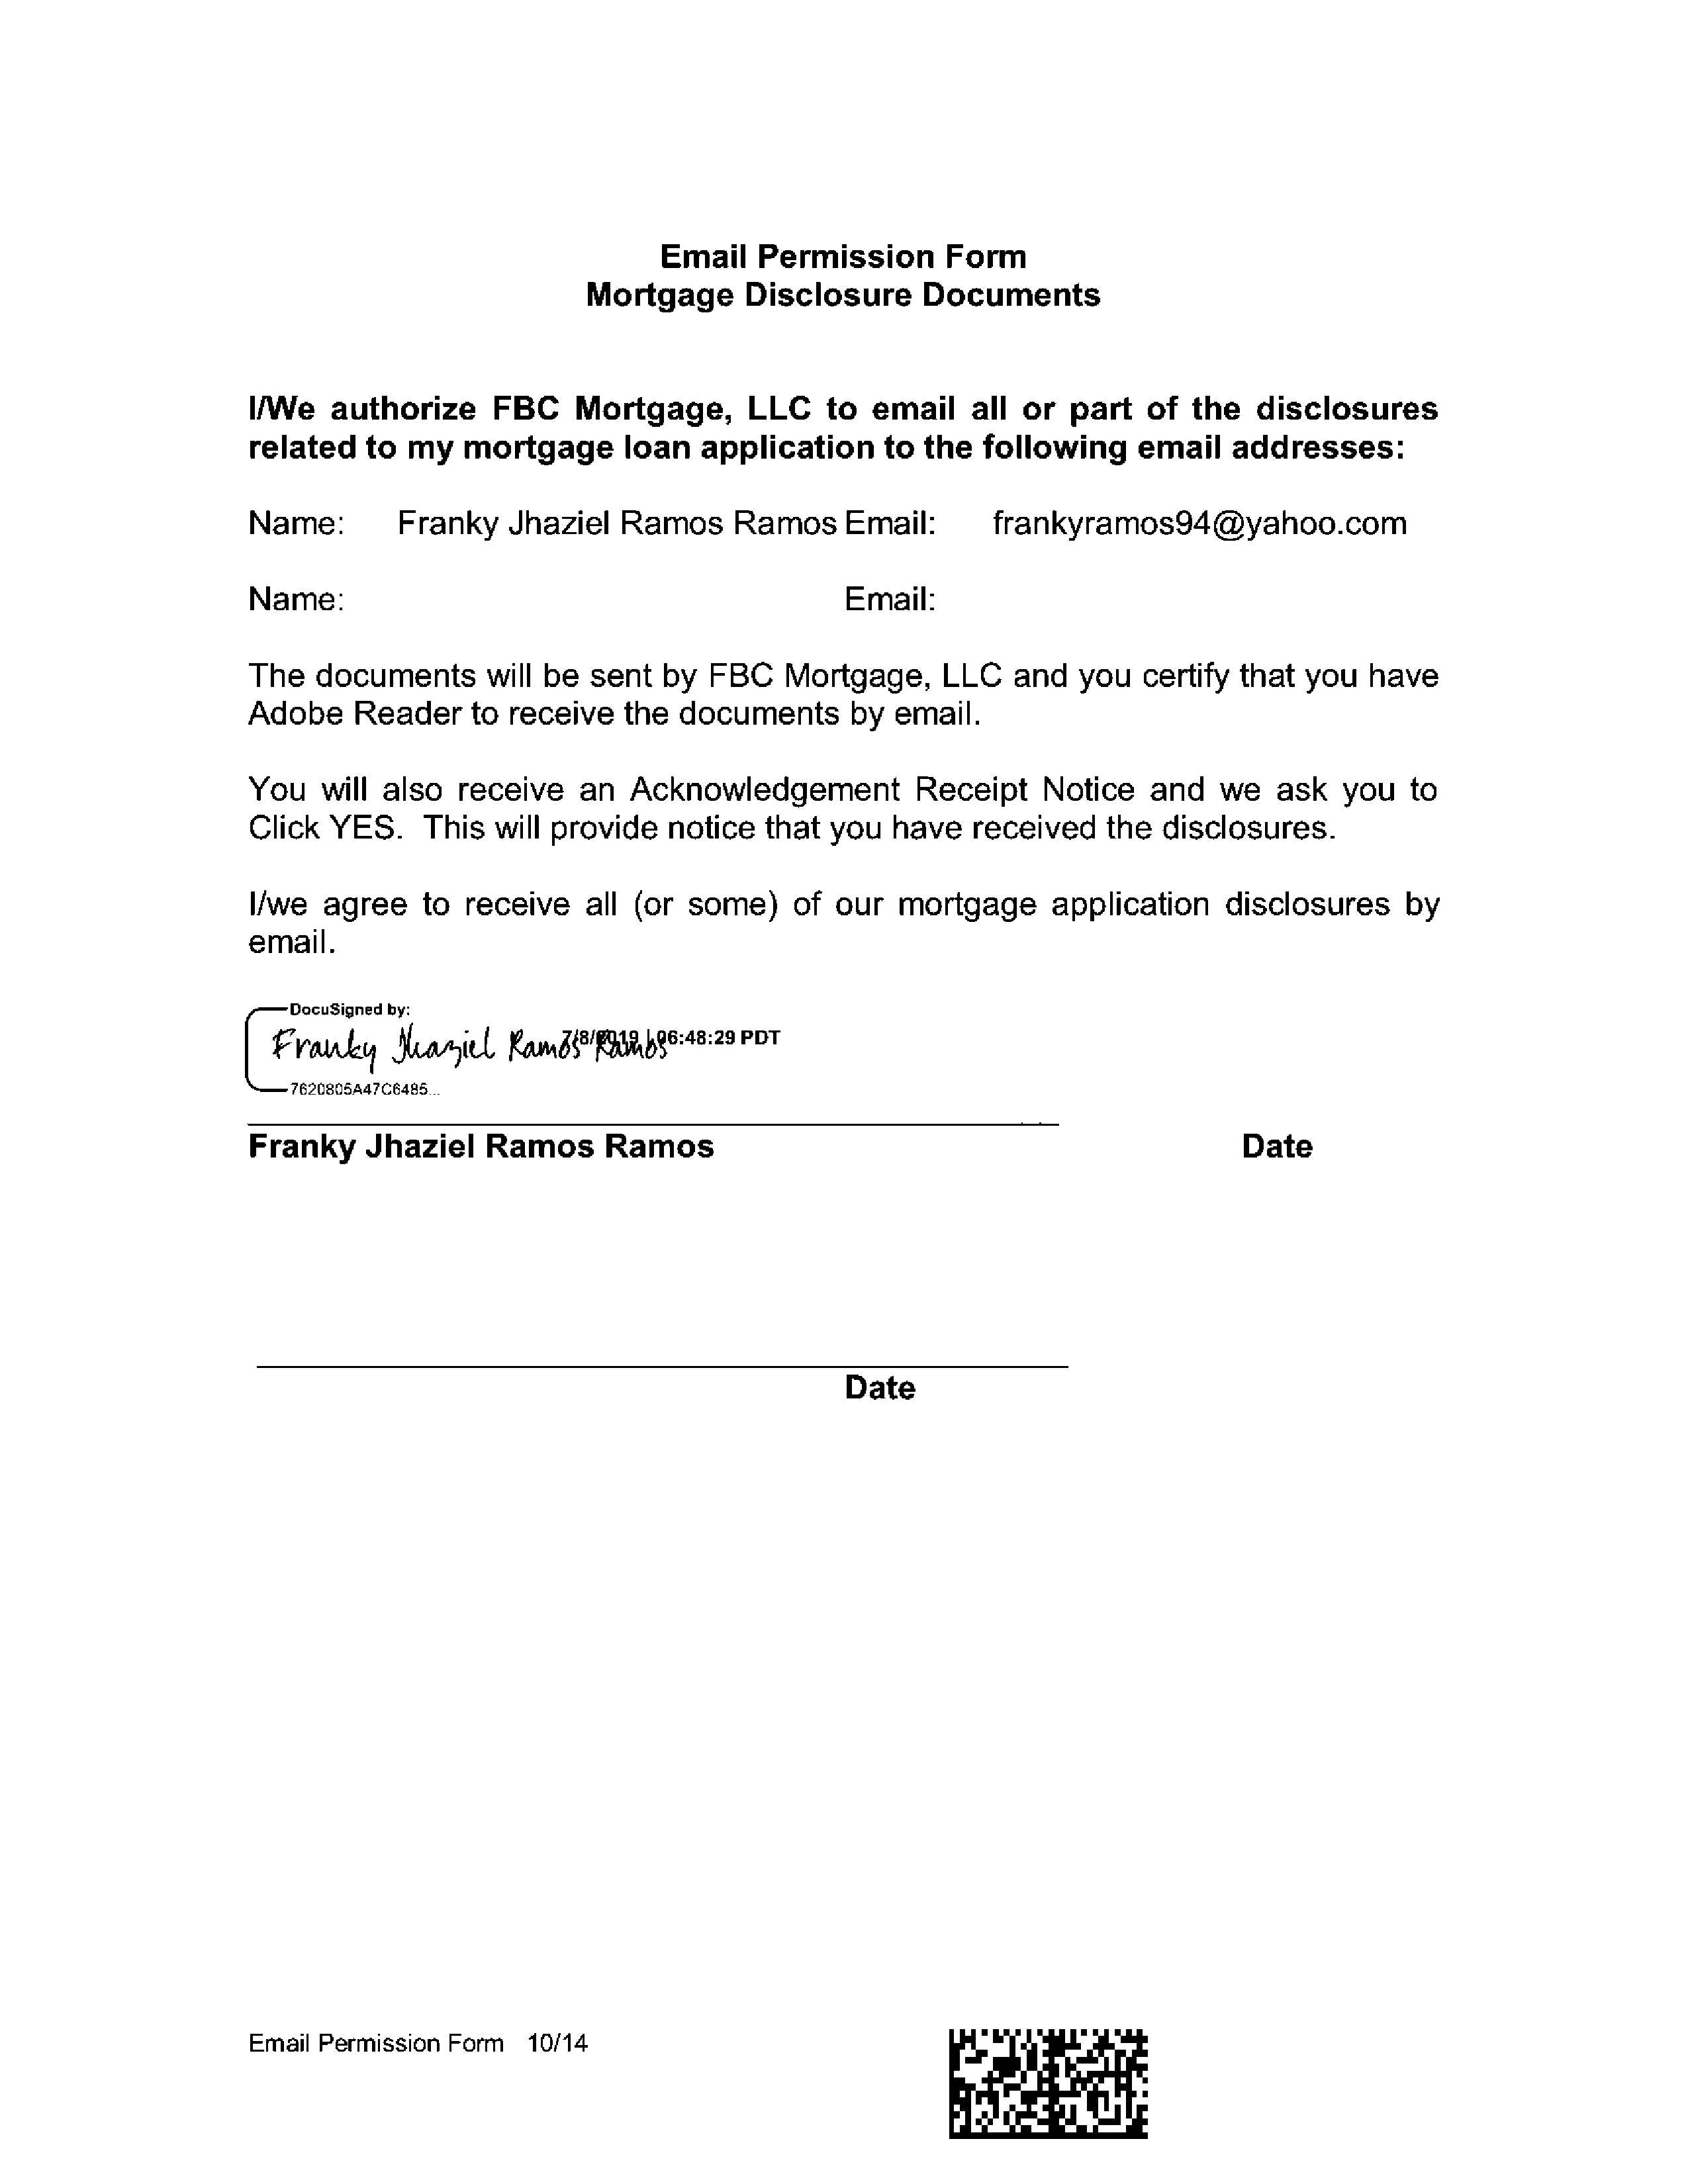 Email Permission Form
Mortgage Disclosure Documents
I/We authorize FBC Mortgage, LLC to email all or part of the disclosures
related to my mortgage loan application to the following email addresses:
Name: Franky Jhaziel Ramos Ramos Email: frankyramos94@yahoo.com
Name: Email:
The documents will be sent by FBC Mortgage, LLC and you certify that you have
Adobe Reader to receive the documents by email.
You will also receive an Acknowledgement Receipt Notice and we ask you to
Click YES. This will provide notice that you have received the disclosures.
I/we agree to receive all (or some) of our mortgage application disclosures by
email.
DocuSigned by:
Franky Jhaziel Ramos Ramos 7/8/2019 | 06:48:29 PDT
7620805A47C6485...
Franky Jhaziel Ramos Ramos Date
Date
Email Permission Form 10/14